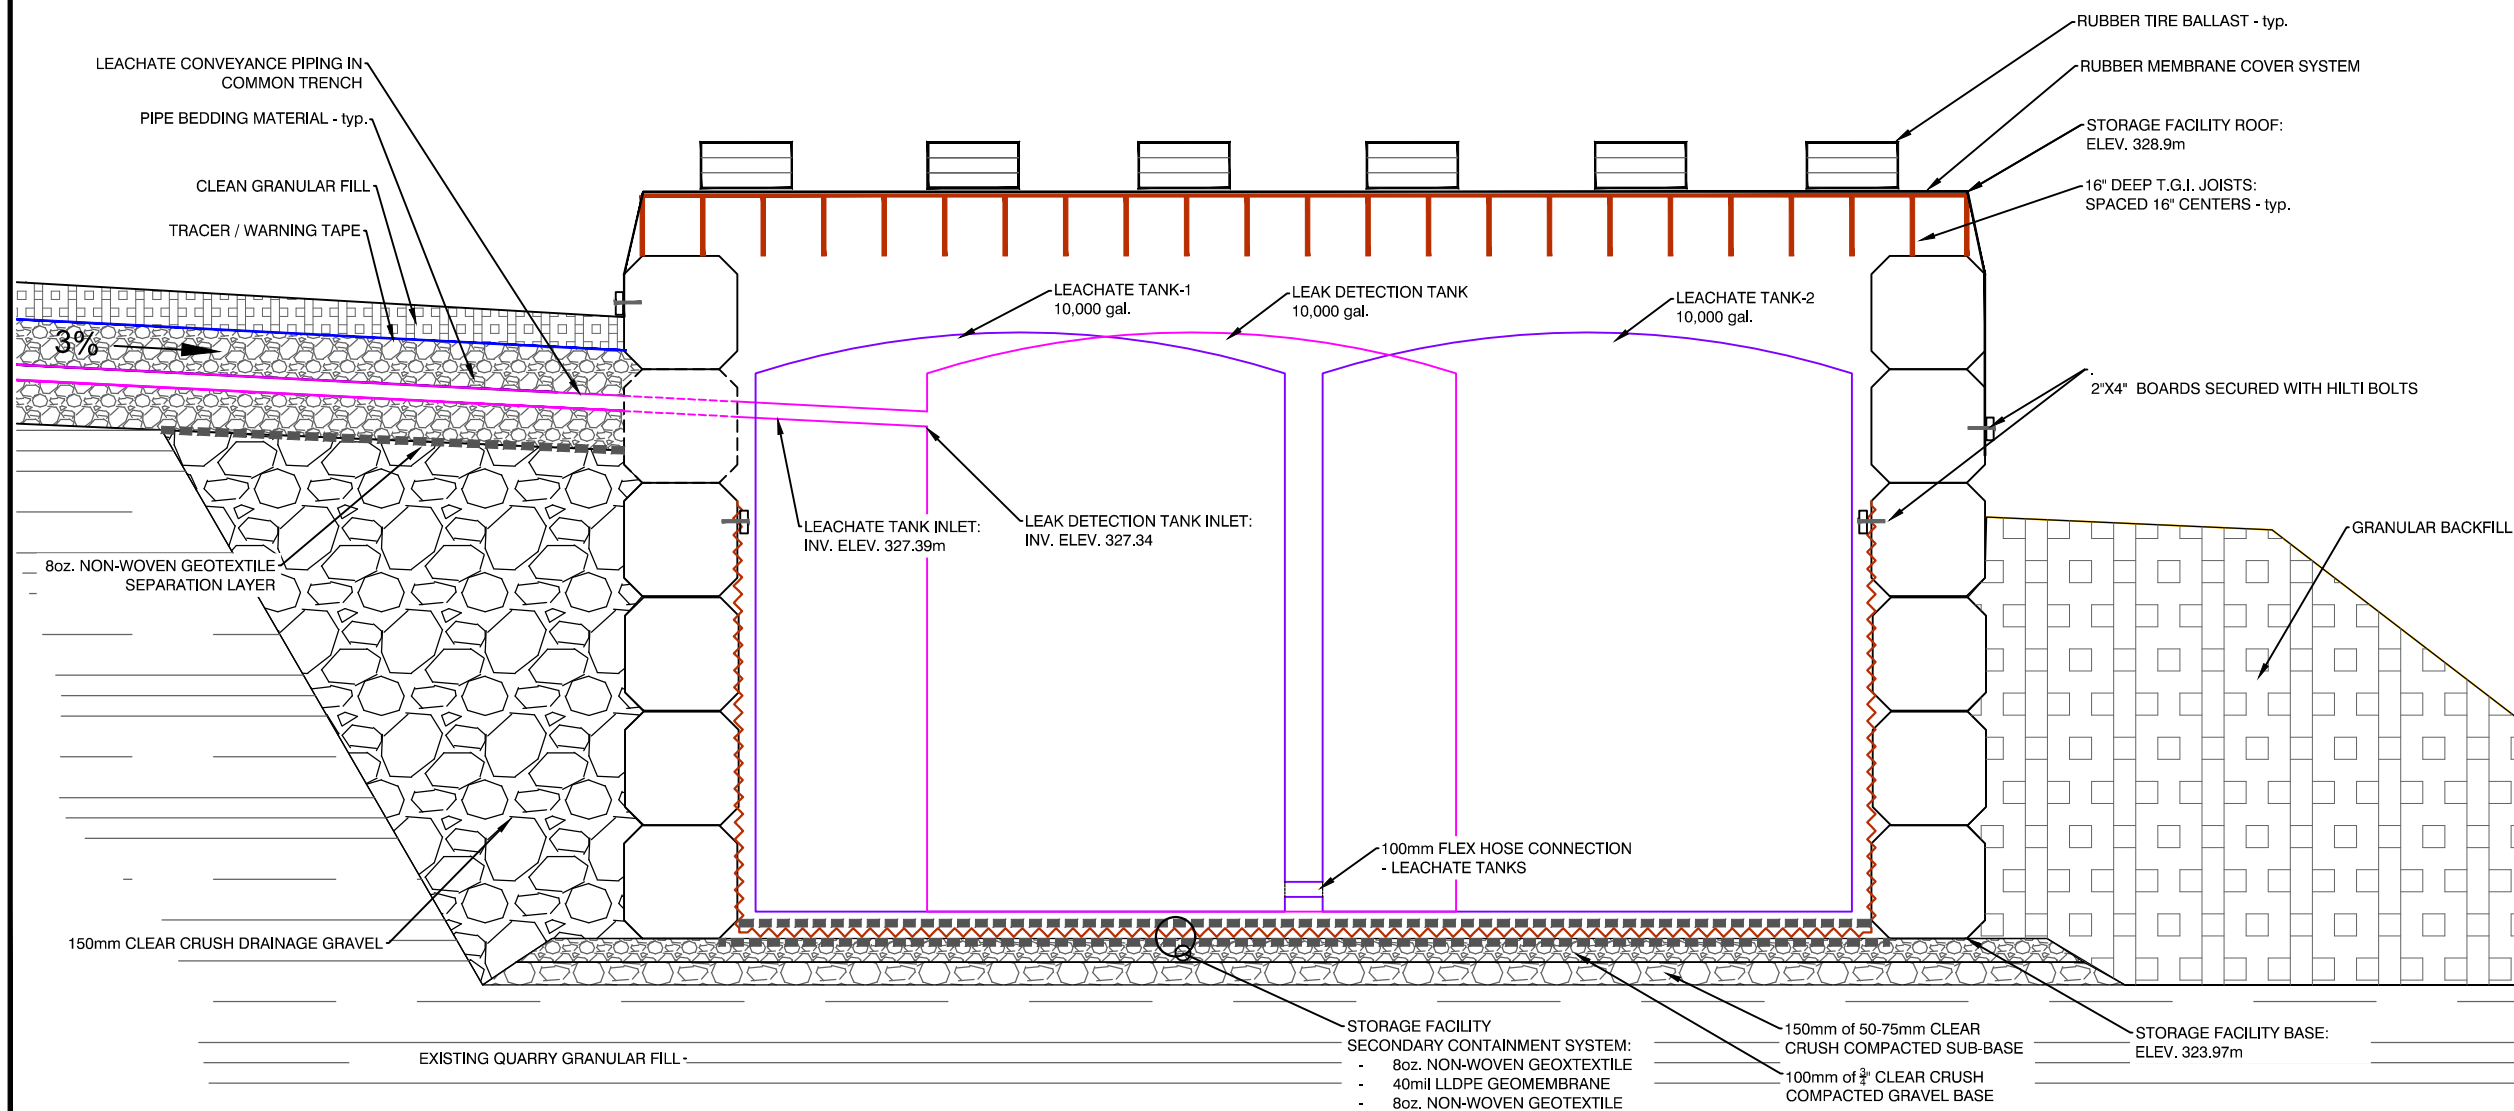 RUBBER TIRE BALLAST - typ.
RUBBER MEMBRANE COVER SYSTEM
LEACHATE CONVEYANCE PIPING IN
COMMON TRENCH
PIPE BEDDING MATERIAL - typ.
STORAGE FACILITY ROOF:
ELEV. 328.9m
CLEAN GRANULAR FILL
16" DEEP T.G.I. JOISTS:
SPACED 16" CENTERS - typ.
TRACER / WARNING TAPE
LEACHATE TANK-1
10,000 gal.
LEAK DETECTION TANK
10,000 gal.
LEACHATE TANK-2
10,000 gal.
3%
2"X4" BOARDS SECURED WITH HILTI BOLTS
LEACHATE TANK INLET:
INV. ELEV. 327.39m
LEAK DETECTION TANK INLET:
INV. ELEV. 327.34
GRANULAR BACKFILL
8oz. NON-WOVEN GEOTEXTILE
SEPARATION LAYER
100mm FLEX HOSE CONNECTION
- LEACHATE TANKS
150mm CLEAR CRUSH DRAINAGE GRAVEL
EXISTING QUARRY GRANULAR FILL
STORAGE FACILITY
SECONDARY CONTAINMENT SYSTEM:
- 8oz. NON-WOVEN GEOXTEXTILE
- 40mil LLDPE GEOMEMBRANE
- 8oz. NON-WOVEN GEOTEXTILE
150mm of 50-75mm CLEAR
CRUSH COMPACTED SUB-BASE
100mm of ¾" CLEAR CRUSH
COMPACTED GRAVEL BASE
STORAGE FACILITY BASE:
ELEV. 323.97m